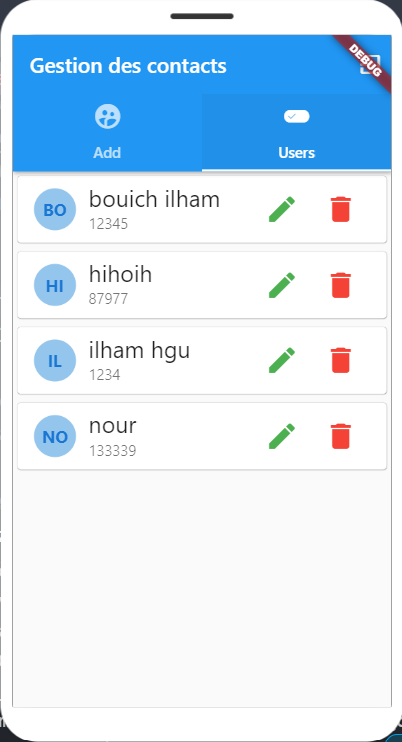 Gestion des contacts
DEBUG
Add
Users
BO
bouich ilham
12345
HI
hihoih
87977
IL
ilham hgu
1234
NO
nour
133339